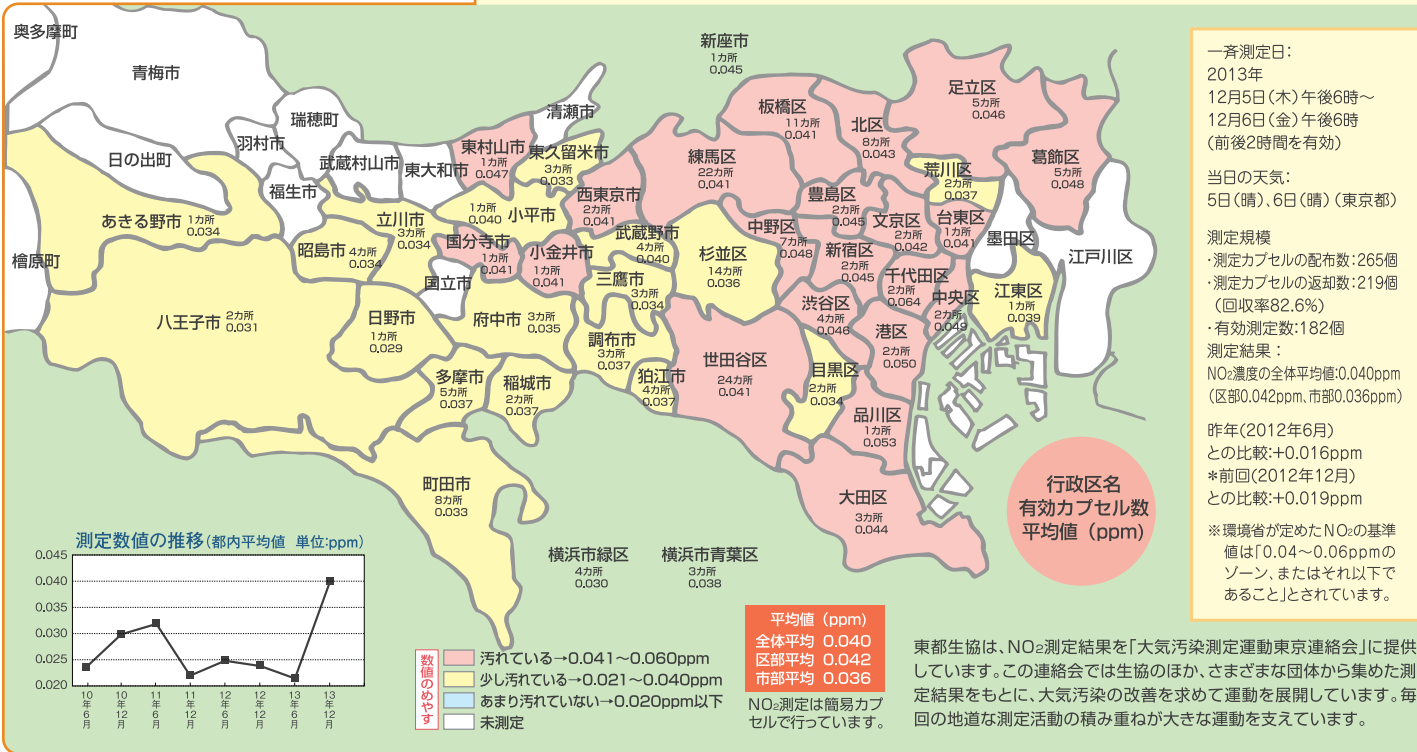 奥多摩町
青梅市
瑞穂町
羽村市
日の出町
武蔵村山市
東大和市
福生市
清瀬市
新座市
1カ所
0.045
東村山市
1カ所
0.047
東久留米市
3カ所
0.033
西東京市
2カ所
0.041
練馬区
22カ所
0.041
板橋区
11カ所
0.041
北区
8カ所
0.043
足立区
5カ所
0.046
葛飾区
5カ所
0.048
荒川区
2カ所
0.037
豊島区
2カ所
0.045
文京区
2カ所
0.042
台東区
1カ所
0.041
墨田区
江戸川区
あきる野市 1カ所
0.034
檜原町
昭島市 4カ所
0.034
立川市
3カ所
0.034
1カ所
0.040
小平市
国分寺市
1カ所
0.041
小金井市
1カ所
0.041
国立市
武蔵野市
4カ所
0.040
三鷹市
3カ所
0.034
杉並区
14カ所
0.036
中野区
7カ所
0.048
新宿区
2カ所
0.045
千代田区
2カ所
0.064
中央区
2カ所
0.049
江東区
1カ所
0.039
八王子市 2カ所
0.031
日野市
1カ所
0.029
府中市 3カ所
0.035
調布市
3カ所
0.037
狛江市
4カ所
0.037
世田谷区
24カ所
0.041
渋谷区
4カ所
0.046
港区
2カ所
0.050
目黒区
2カ所
0.034
品川区
1カ所
0.053
大田区
3カ所
0.044
多摩市
5カ所
0.037
稲城市
2カ所
0.037
町田市
8カ所
0.033
横浜市緑区
4カ所
0.030
横浜市青葉区
3カ所
0.038
行政区名
有効カプセル数
平均値(ppm)
一斉測定日:
2013年
12月5日(木)午後6時〜
12月6日(金)午後6時
(前後2時間を有効)
当日の天気:
5日(晴)、6日(晴)(東京都)
測定規模
・測定カプセルの配布数:265個
・測定カプセルの返却数:219個
(回収率82.6%)
・有効測定数:182個
測定結果:
NO₂濃度の全体平均値:0.040ppm
(区部0.042ppm、市部0.036ppm)
昨年(2012年6月)
との比較:+0.016ppm
*前回(2012年12月)
との比較:+0.019ppm
※環境省が定めたNO₂の基準
値は「0.04〜0.06ppmの
ゾーン、またはそれ以下で
あること」とされています。
測定数値の推移(都内平均値 単位:ppm)
0.045
0.040
0.035
0.030
0.025
0.020
10年6月
10年12月
11年6月
11年12月
12年6月
12年12月
13年6月
13年12月
数値のめやす
汚れている→0.041〜0.060ppm
少し汚れている→0.021〜0.040ppm
あまり汚れていない→0.020ppm以下
未測定
平均値(ppm)
全体平均 0.040
区部平均 0.042
市部平均 0.036
NO₂測定は簡易カプ
セルで行っています。
東都生協は、NO₂測定結果を「大気汚染測定運動東京連絡会」に提供
しています。この連絡会では生協のほか、さまざまな団体から集めた測
定結果をもとに、大気汚染の改善を求めて運動を展開しています。毎
回の地道な測定活動の積み重ねが大きな運動を支えています。